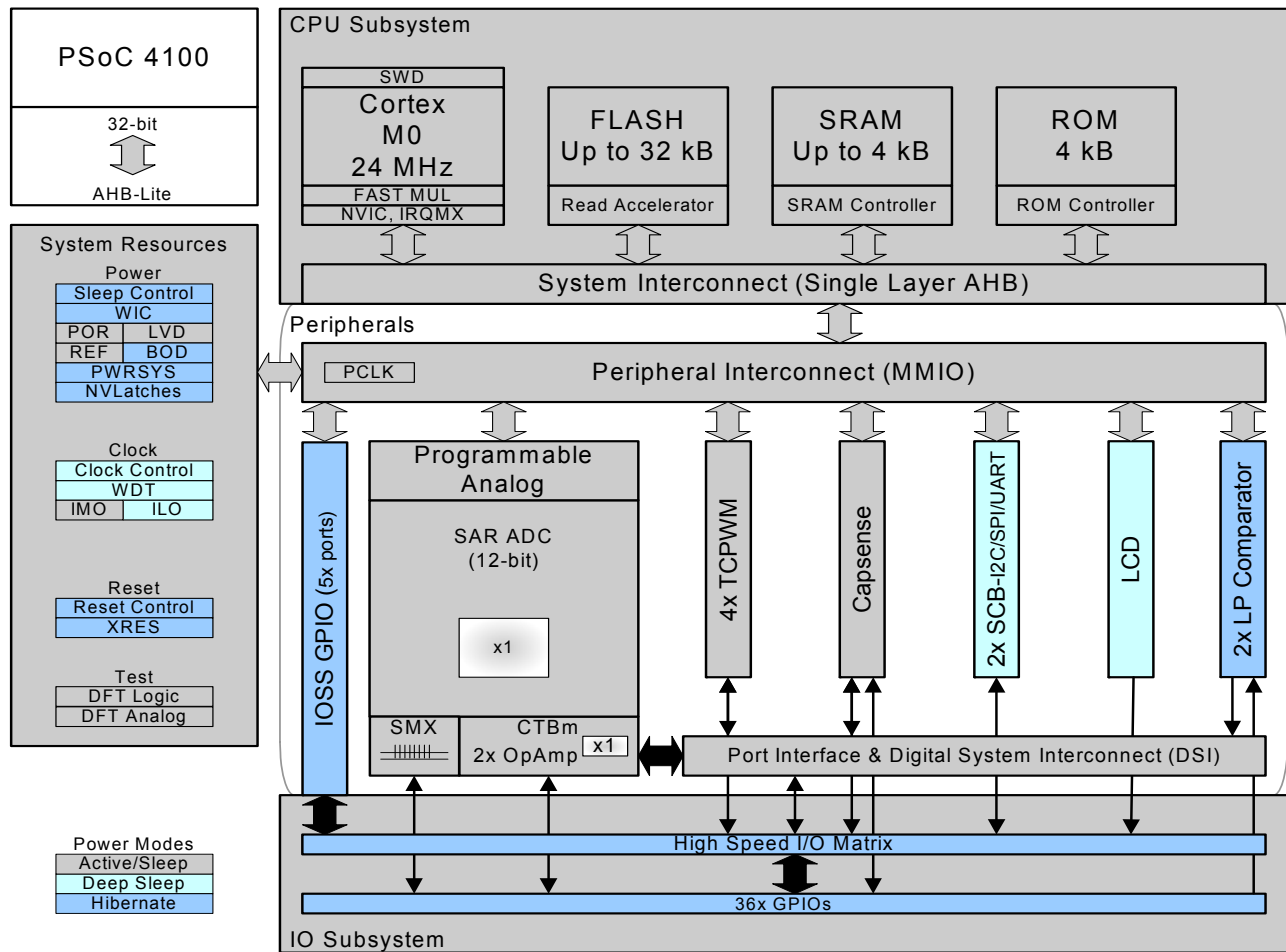 PSoC 4100
32-bit
AHB-Lite
CPU Subsystem
SWD
Cortex
M0
24 MHz
FAST MUL
NVIC, IRQMX
FLASH
Up to 32 kB
Read Accelerator
SRAM
Up to 4 kB
SRAM Controller
ROM
4 kB
ROM Controller
System Interconnect (Single Layer AHB)
System Resources
Power
Sleep Control
WIC
POR LVD
REF BOD
PWRSYS
NVLatches
Clock
Clock Control
WDT
IMO ILO
Reset
Reset Control
XRES
Test
DFT Logic
DFT Analog
Peripherals
PCLK
Peripheral Interconnect (MMIO)
IOSS GPIO (5x ports)
Programmable
Analog
SAR ADC
(12-bit)
x1
SMX
CTBm
2x OpAmp
x1
4x TCPWM
Capsense
2x SCB-I2C/SPI/UART
LCD
2x LP Comparator
Port Interface & Digital System Interconnect (DSI)
High Speed I/O Matrix
36x GPIOs
IO Subsystem
Power Modes
Active/Sleep
Deep Sleep
Hibernate